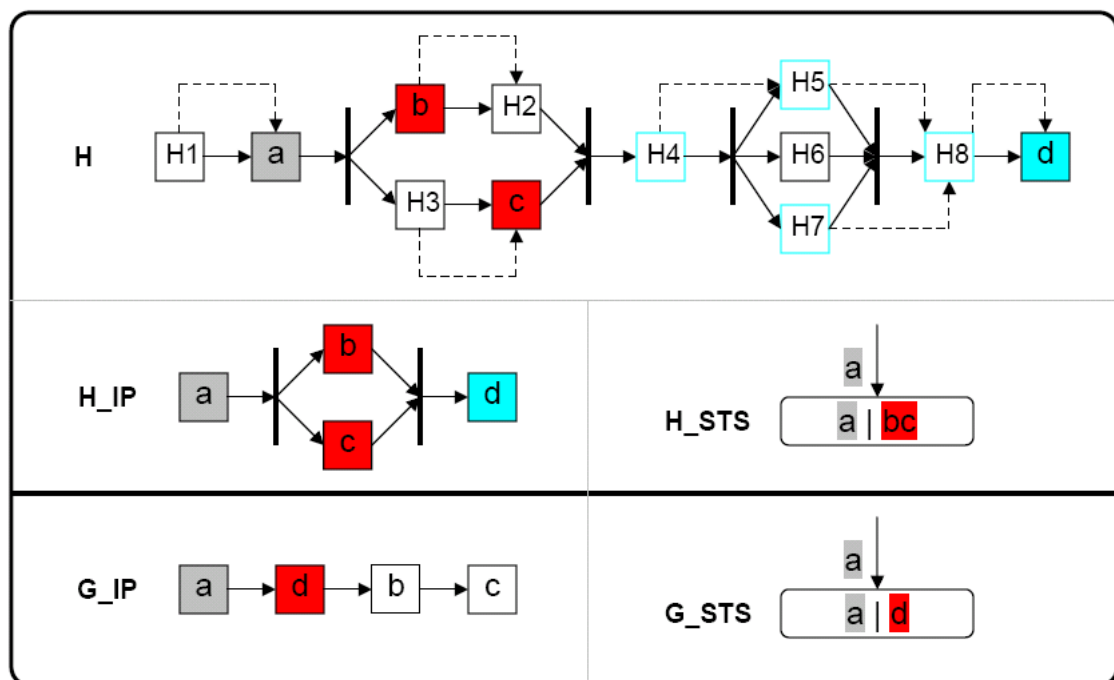 H5
b
H2
H
H1
a
H4
H6
H8
d
H3
c
H7
b
a
H_IP
a
d
H_STS
a | bc
c
a
G_IP
a
d
b
c
G_STS
a | d